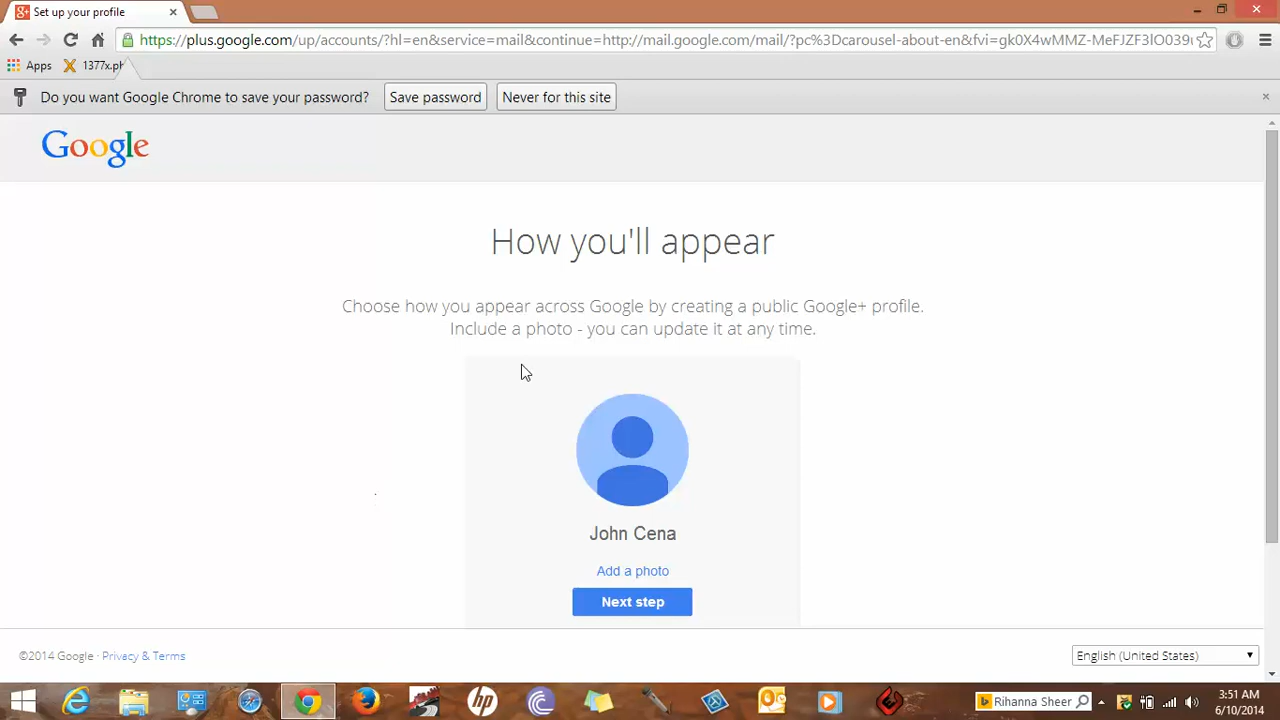 Set up your profile
https://plus.google.com/up/accounts/?hl=en&service=mail&continue=http://mail.google.com/mail/?pc%3Dcarousel-about-en&fvi=gk0X4wMMZ-MeFJZF3lO039
Apps
1377x.ph
Do you want Google Chrome to save your password?
Save password
Never for this site
Google
How you'll appear
Choose how you appear across Google by creating a public Google+ profile.
Include a photo - you can update it at any time.
John Cena
Add a photo
Next step
©2014 Google · Privacy & Terms
English (United States)
Rihanna Sheer
3:51 AM
6/10/2014